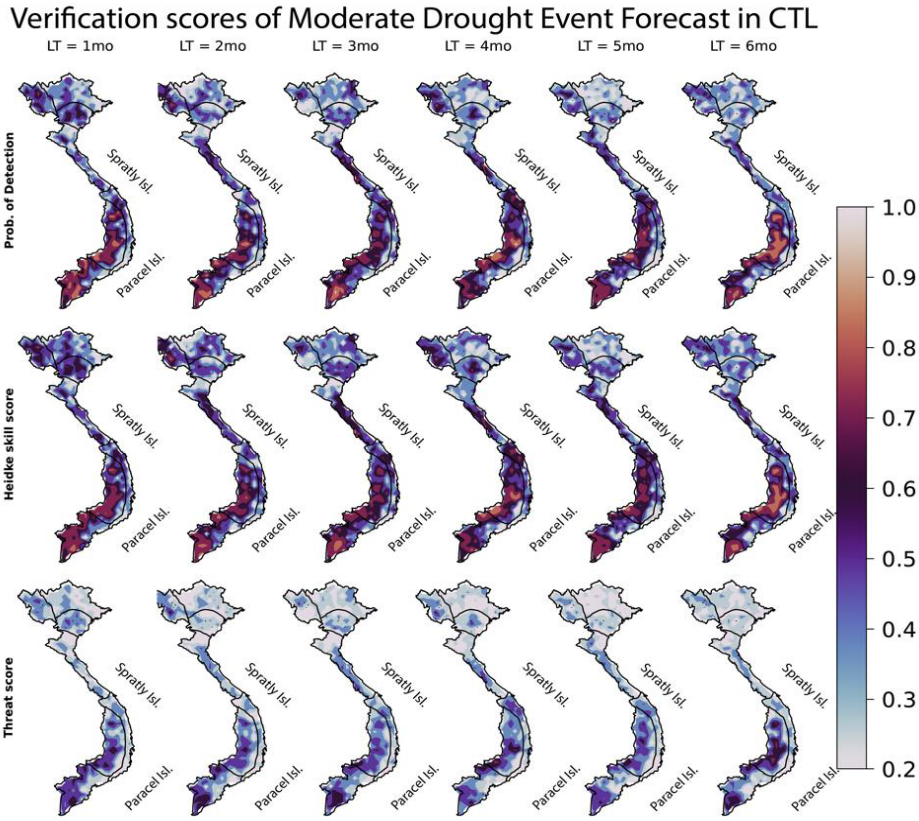 Verification scores of Moderate Drought Event Forecast in CTL
LT = 1mo LT = 2mo LT = 3mo LT = 4mo LT = 5mo LT = 6mo
Prob. of Detection
Spratly Isl. Spratly Isl. Spratly Isl. Spratly Isl. Spratly Isl. Spratly Isl.
Paracel Isl. Paracel Isl. Paracel Isl. Paracel Isl. Paracel Isl. Paracel Isl.
Heidke skill score
Spratly Isl. Spratly Isl. Spratly Isl. Spratly Isl. Spratly Isl. Spratly Isl.
Paracel Isl. Paracel Isl. Paracel Isl. Paracel Isl. Paracel Isl. Paracel Isl.
Threat score
Spratly Isl. Spratly Isl. Spratly Isl. Spratly Isl. Spratly Isl. Spratly Isl.
Paracel Isl. Paracel Isl. Paracel Isl. Paracel Isl. Paracel Isl. Paracel Isl.
1.0
0.9
0.8
0.7
0.6
0.5
0.4
0.3
0.2